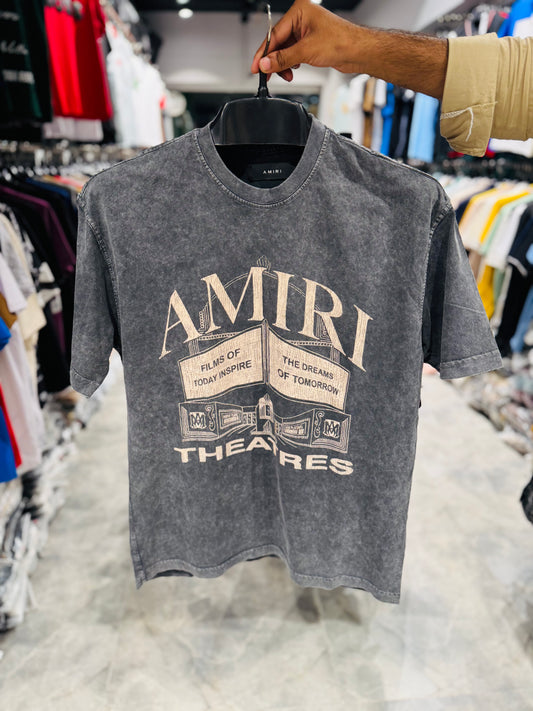 AMIRI
AMIRI
FILMS OF
TODAY INSPIRE
THE DREAMS
OF TOMORROW
THEATRES